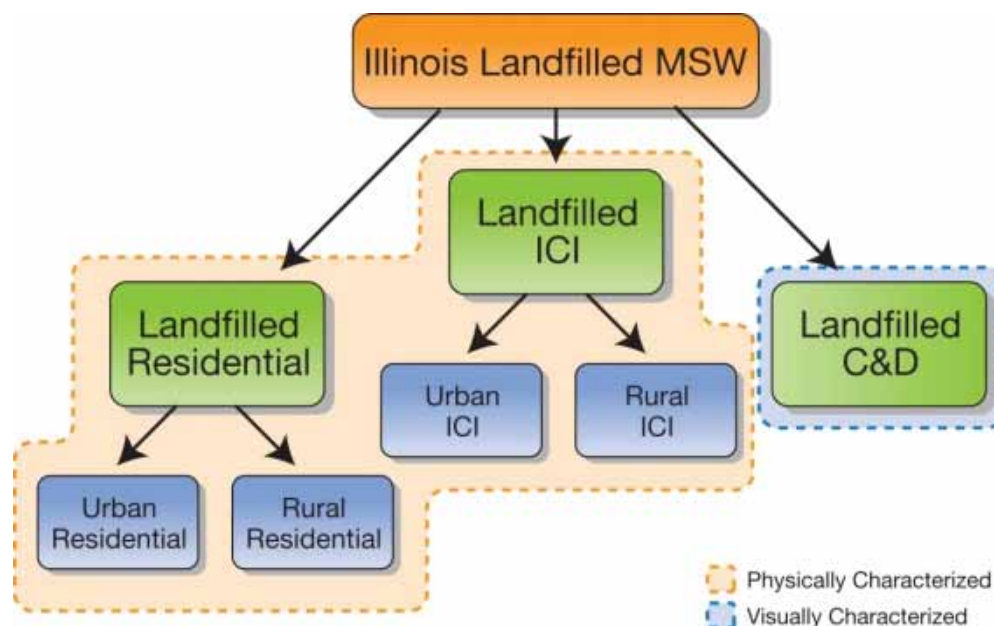 Illinois Landfilled MSW
Landfilled
ICI
Landfilled
Residential
Landfilled
C&D
Urban
ICI
Rural
ICI
Urban
Residential
Rural
Residential
Physically Characterized
Visually Characterized